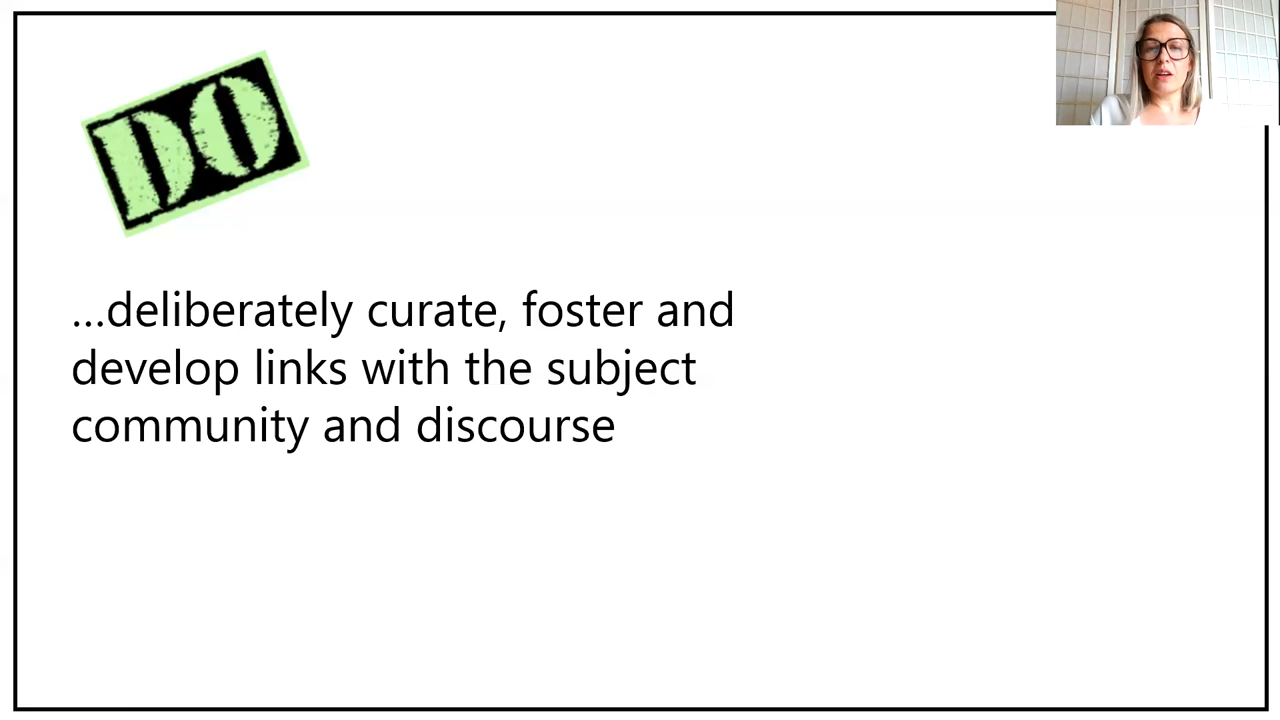 DO
...deliberately curate, foster and
develop links with the subject
community and discourse